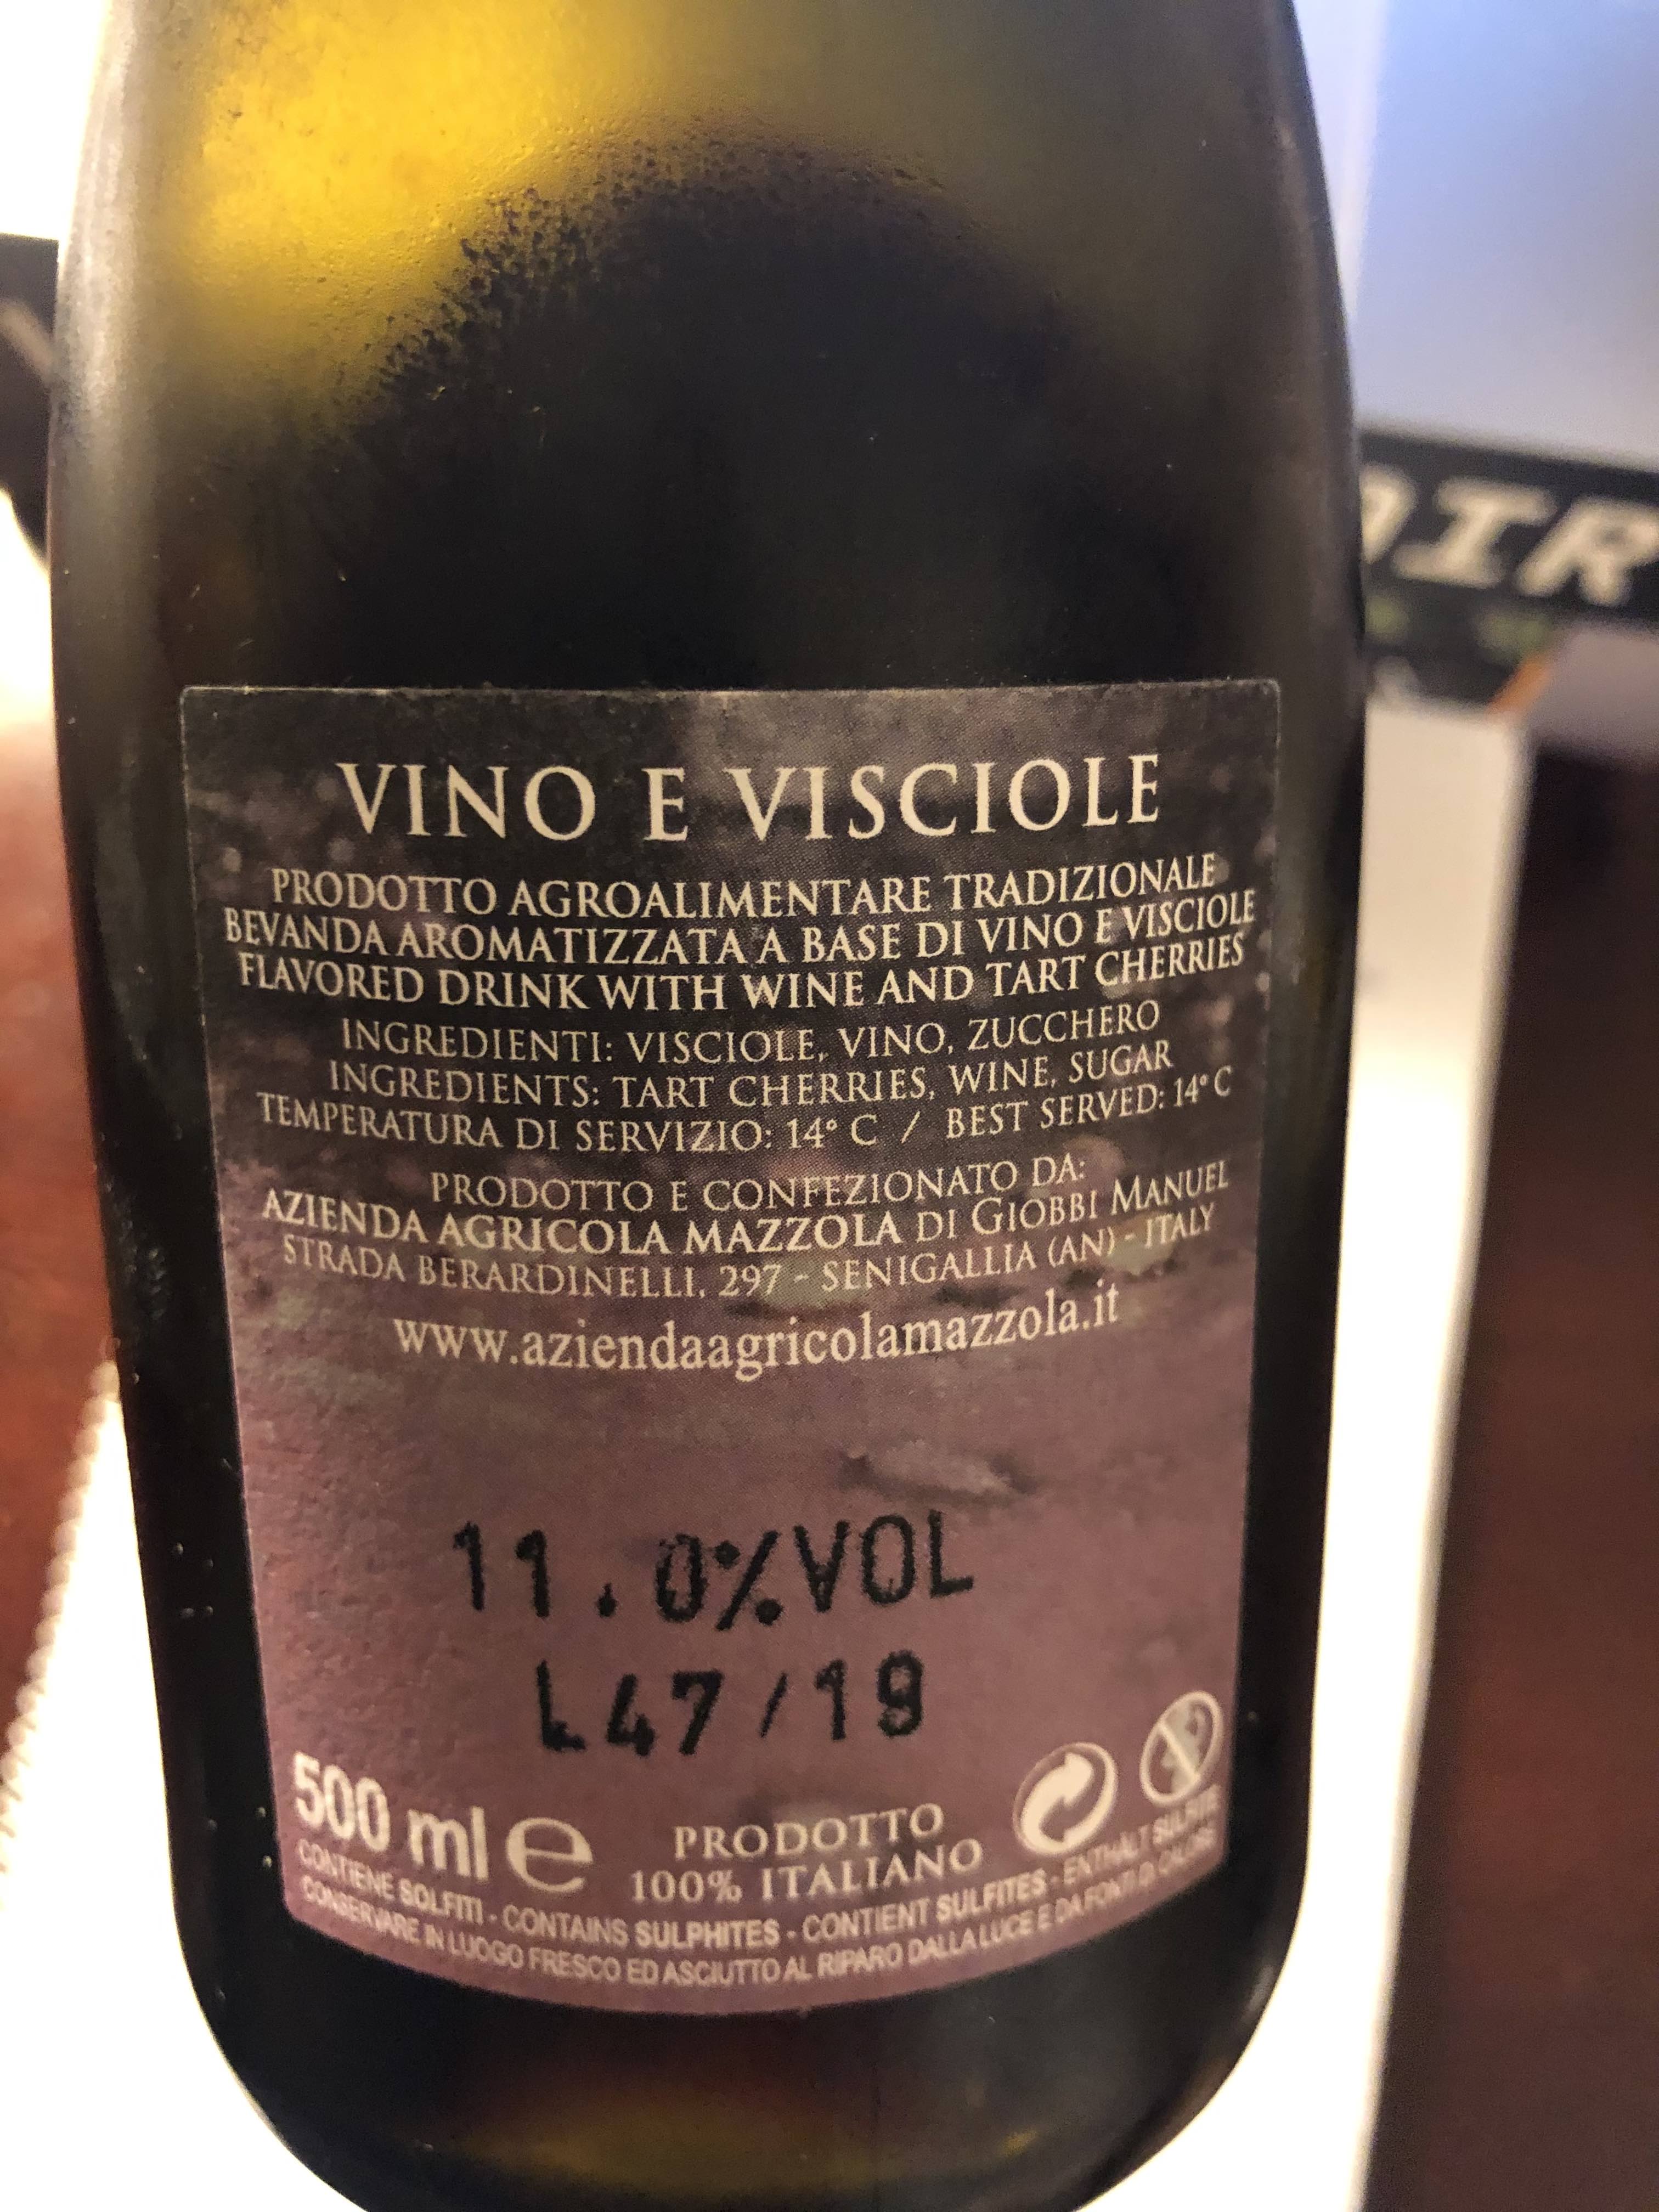 VINO E VISCIOLE
PRODOTTO AGROALIMENTARE TRADIZIONALE
BEVANDA AROMATIZZATA A BASE DI VINO E VISCIOLE
FLAVORED DRINK WITH WINE AND TART CHERRIES
INGREDIENTI: VISCIOLE, VINO, ZUCCHERO
INGREDIENTS: TART CHERRIES, WINE, SUGAR
TEMPERATURA DI SERVIZIO: 14° C / BEST SERVED: 14° C
PRODOTTO E CONFEZIONATO DA:
AZIENDA AGRICOLA MAZZOLA DI GIOBBI MANUEL
STRADA BERARDINELLI, 297 - SENIGALLIA (AN) - ITALY
www.aziendaagricolamazzola.it
11.0%VOL
L47/19
500 ml e
PRODOTTO
100% ITALIANO
CONTIENE SOLFITI - CONTAINS SULPHITES - CONTIENT SULFITES - ENTHÄLT SULFITE
CONSERVARE IN LUOGO FRESCO ED ASCIUTTO AL RIPARO DALLA LUCE E DA FONTI DI CALORE